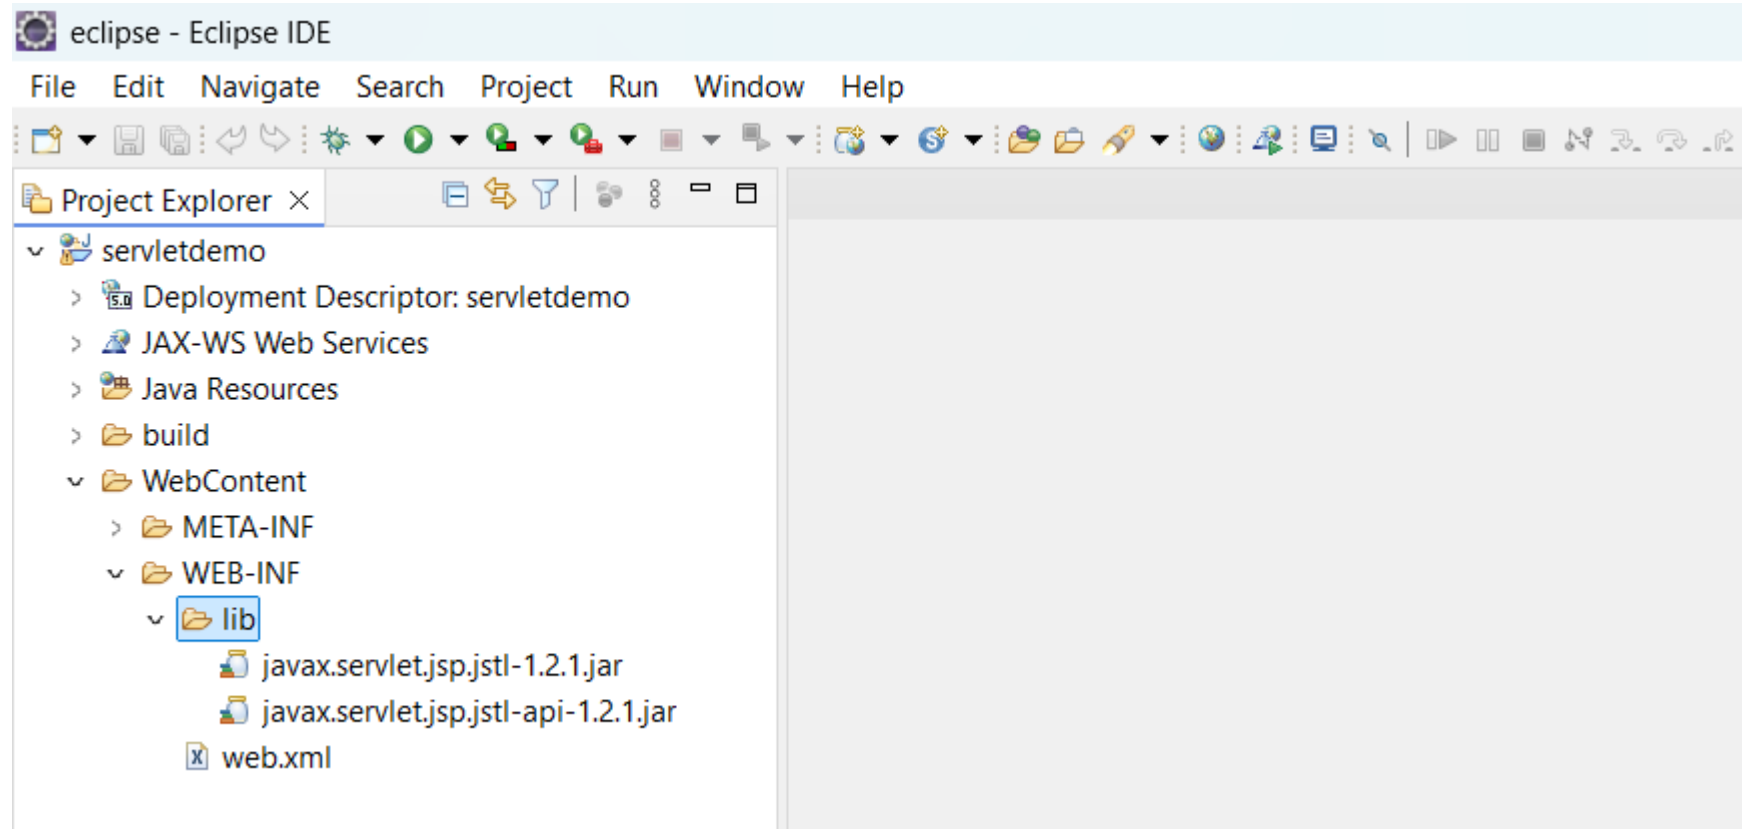 eclipse - Eclipse IDE
File Edit Navigate Search Project Run Window Help
Project Explorer
servletdemo
5.0 Deployment Descriptor: servletdemo
JAX-WS Web Services
Java Resources
build
WebContent
META-INF
WEB-INF
lib
javax.servlet.jsp.jstl-1.2.1.jar
javax.servlet.jsp.jstl-api-1.2.1.jar
web.xml